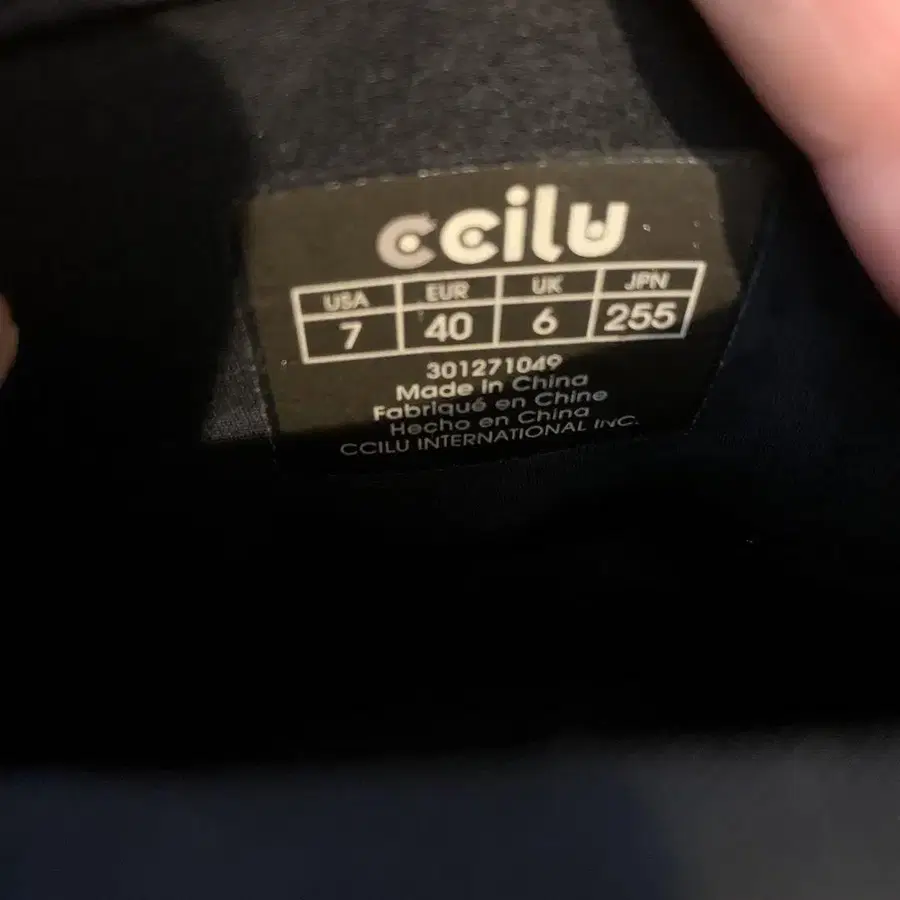 ccilu
USA EUR UK JPN
7 40 6 255
301271049
Made in China
Fabriqué en Chine
Hecho en China
CCILU INTERNATIONAL INC.